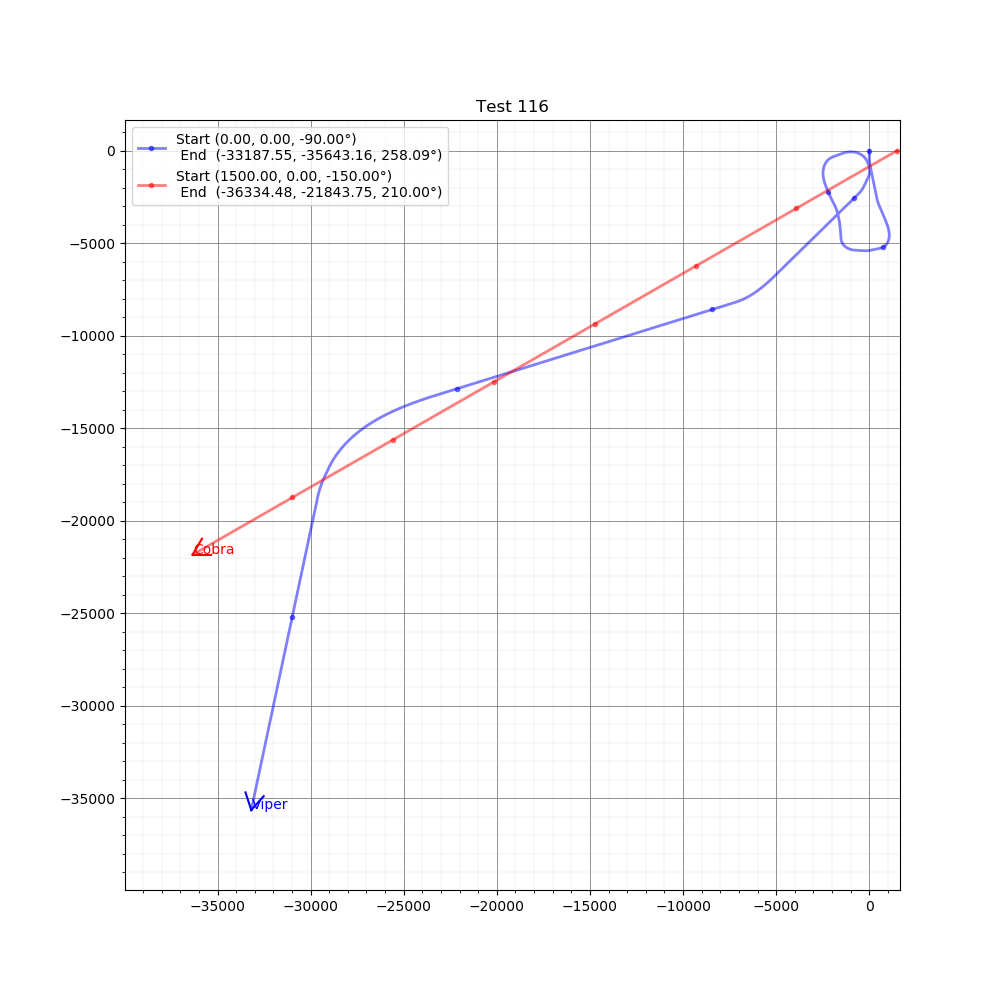 Test 116
Start (0.00, 0.00, -90.00°)
End  (-33187.55, -35643.16, 258.09°)
Start (1500.00, 0.00, -150.00°)
End  (-36334.48, -21843.75, 210.00°)
0
−5000
−10000
−15000
−20000
−25000
−30000
−35000
Cobra
Viper
−35000 −30000 −25000 −20000 −15000 −10000 −5000 0